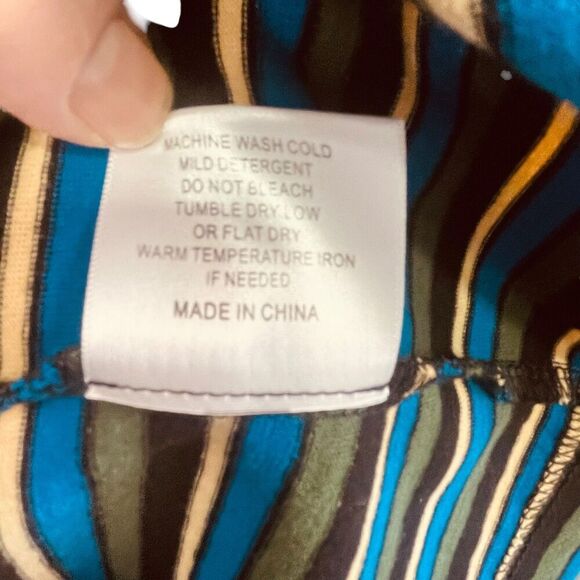 MACHINE WASH COLD
MILD DETERGENT
DO NOT BLEACH
TUMBLE DRY LOW
OR FLAT DRY
WARM TEMPERATURE IRON
IF NEEDED
MADE IN CHINA